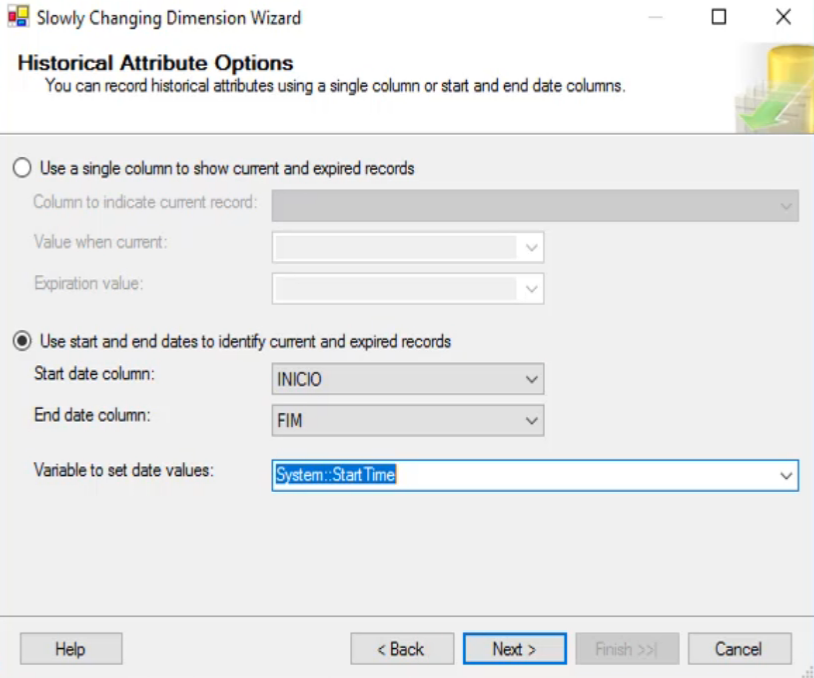 Slowly Changing Dimension Wizard
Historical Attribute Options
You can record historical attributes using a single column or start and end date columns.
Use a single column to show current and expired records
Column to indicate current record:
Value when current:
Expiration value:
Use start and end dates to identify current and expired records
Start date column: INICIO
End date column: FIM
Variable to set date values: System::StartTime
Help < Back Next > Finish >>| Cancel